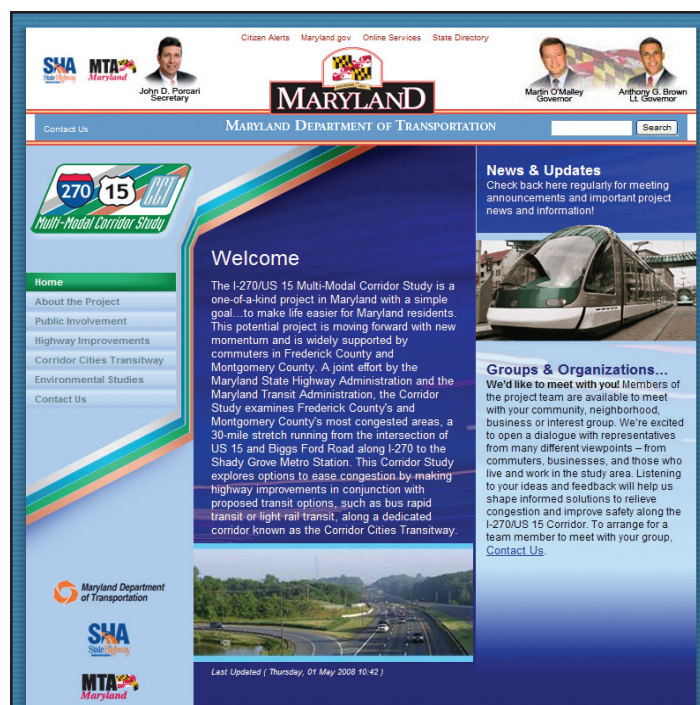 Citizen Alerts Maryland.gov Online Services State Directory
SHA
State Highway
MTA
Maryland
John D. Porcari
Secretary
MARYLAND
Martin O'Malley
Governor
Anthony G. Brown
Lt. Governor
Contact Us
MARYLAND DEPARTMENT OF TRANSPORTATION
Search
270 15 CCT
Multi-Modal Corridor Study
Home
About the Project
Public Involvement
Highway Improvements
Corridor Cities Transitway
Environmental Studies
Contact Us
Maryland Department
of Transportation
SHA
State Highway
MTA
Maryland
Welcome
The I-270/US 15 Multi-Modal Corridor Study is a
one-of-a-kind project in Maryland with a simple
goal…to make life easier for Maryland residents.
This potential project is moving forward with new
momentum and is widely supported by
commuters in Frederick County and
Montgomery County. A joint effort by the
Maryland State Highway Administration and the
Maryland Transit Administration, the Corridor
Study examines Frederick County's and
Montgomery County's most congested areas, a
30-mile stretch running from the intersection of
US 15 and Biggs Ford Road along I-270 to the
Shady Grove Metro Station. This Corridor Study
explores options to ease congestion by making
highway improvements in conjunction with
proposed transit options, such as bus rapid
transit or light rail transit, along a dedicated
corridor known as the Corridor Cities Transitway.
Last Updated ( Thursday, 01 May 2008 10:42 )
News & Updates
Check back here regularly for meeting
announcements and important project
news and information!
Groups & Organizations...
We'd like to meet with you! Members of
the project team are available to meet
with your community, neighborhood,
business or interest group. We're excited
to open a dialogue with representatives
from many different viewpoints – from
commuters, businesses, and those who
live and work in the study area. Listening
to your ideas and feedback will help us
shape informed solutions to relieve
congestion and improve safety along the
I-270/US 15 Corridor. To arrange for a
team member to meet with your group,
Contact Us.